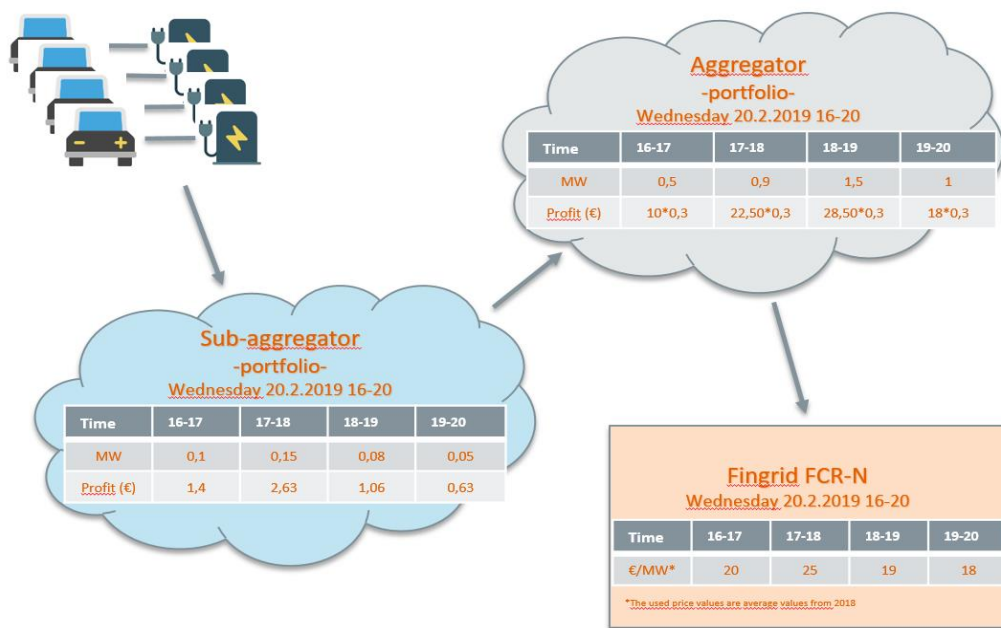 Aggregator
-portfolio-
Wednesday 20.2.2019 16-20
Time 16-17 17-18 18-19 19-20
MW 0,5 0,9 1,5 1
Profit (€) 10*0,3 22,50*0,3 28,50*0,3 18*0,3
Sub-aggregator
-portfolio-
Wednesday 20.2.2019 16-20
Time 16-17 17-18 18-19 19-20
MW 0,1 0,15 0,08 0,05
Profit (€) 1,4 2,63 1,06 0,63
Fingrid FCR-N
Wednesday 20.2.2019 16-20
Time 16-17 17-18 18-19 19-20
€/MW* 20 25 19 18
*The used price values are average values from 2018